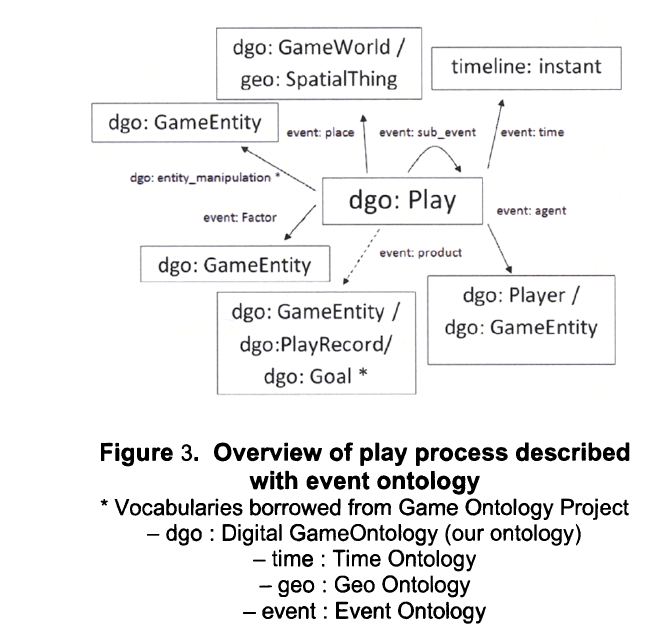 dgo: GameWorld /
geo: SpatialThing
timeline: instant
dgo: GameEntity
event: place
event: sub_event
event: time
dgo: entity_manipulation *
dgo: Play
event: Factor
event: agent
dgo: GameEntity
event: product
dgo: GameEntity /
dgo:PlayRecord/
dgo: Goal *
dgo: Player /
dgo: GameEntity
Figure 3.  Overview of play process described
with event ontology
* Vocabularies borrowed from Game Ontology Project
– dgo : Digital GameOntology (our ontology)
– time : Time Ontology
– geo : Geo Ontology
– event : Event Ontology